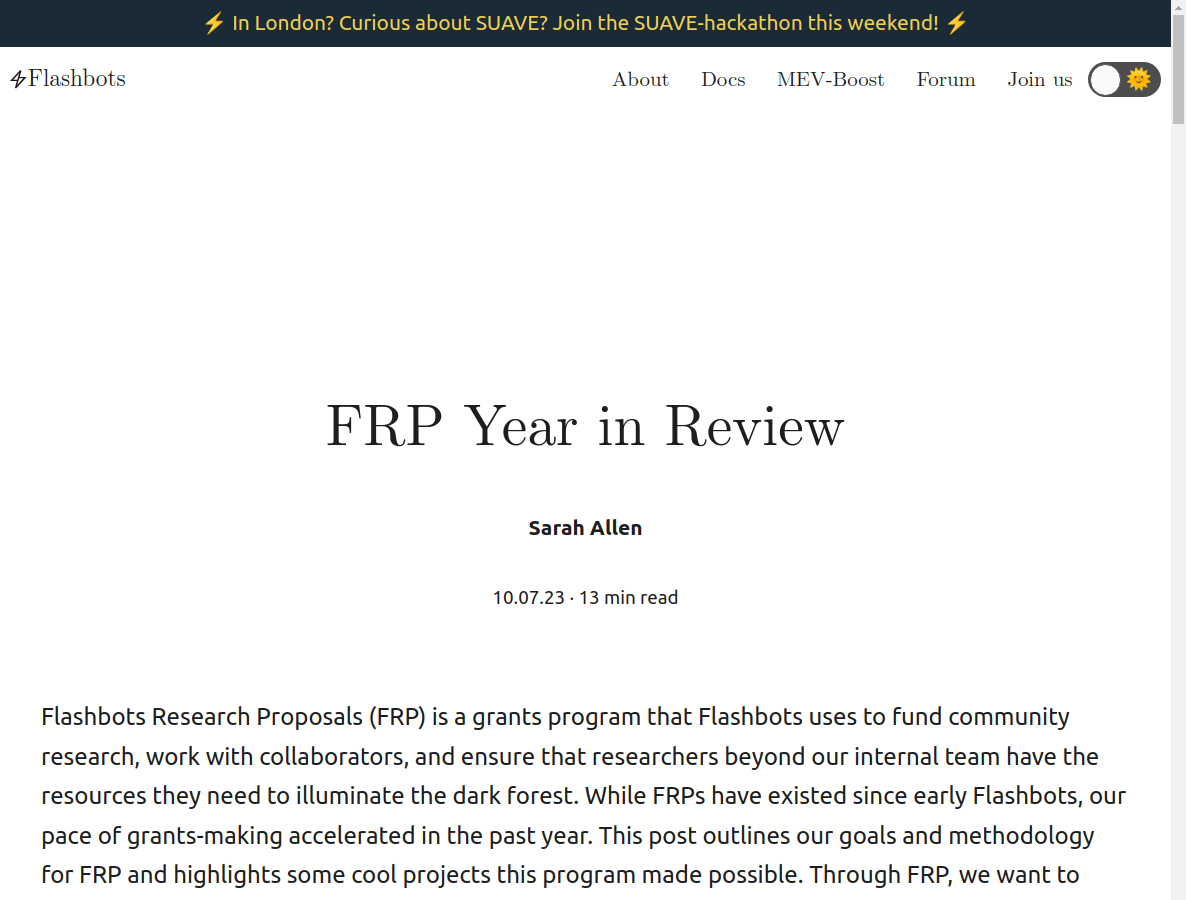 ⚡ In London? Curious about SUAVE? Join the SUAVE-hackathon this weekend! ⚡
Flashbots About Docs MEV-Boost Forum Join us
FRP Year in Review
Sarah Allen
10.07.23 · 13 min read
Flashbots Research Proposals (FRP) is a grants program that Flashbots uses to fund community
research, work with collaborators, and ensure that researchers beyond our internal team have the
resources they need to illuminate the dark forest. While FRPs have existed since early Flashbots, our
pace of grants-making accelerated in the past year. This post outlines our goals and methodology
for FRP and highlights some cool projects this program made possible. Through FRP, we want to